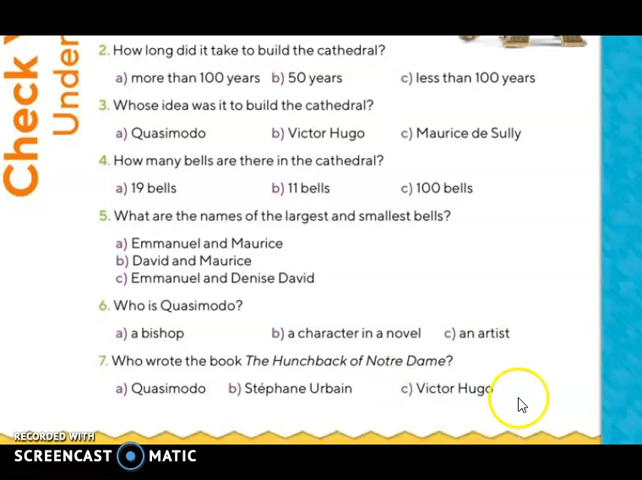 Check
Under
2. How long did it take to build the cathedral?
a) more than 100 years b) 50 years c) less than 100 years
3. Whose idea was it to build the cathedral?
a) Quasimodo b) Victor Hugo c) Maurice de Sully
4. How many bells are there in the cathedral?
a) 19 bells b) 11 bells c) 100 bells
5. What are the names of the largest and smallest bells?
a) Emmanuel and Maurice
b) David and Maurice
c) Emmanuel and Denise David
6. Who is Quasimodo?
a) a bishop b) a character in a novel c) an artist
7. Who wrote the book The Hunchback of Notre Dame?
a) Quasimodo b) Stéphane Urbain c) Victor Hugo
RECORDED WITH
SCREENCAST MATIC